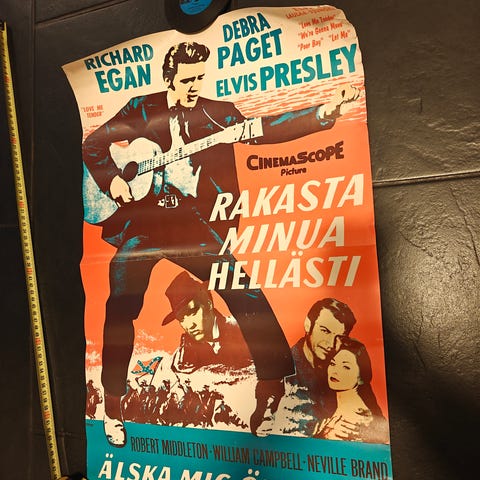 "Love Me Tender"
"We're Gonna Move"
"Poor Boy" "Let Me"
RICHARD
EGAN
DEBRA
PAGET
ELVIS PRESLEY
"LOVE ME
TENDER"
CINEMASCOPE
Picture
RAKASTA
MINUA
HELLÄSTI
ROBERT MIDDLETON - WILLIAM CAMPBELL - NEVILLE BRAND
ÄLSKA MIG